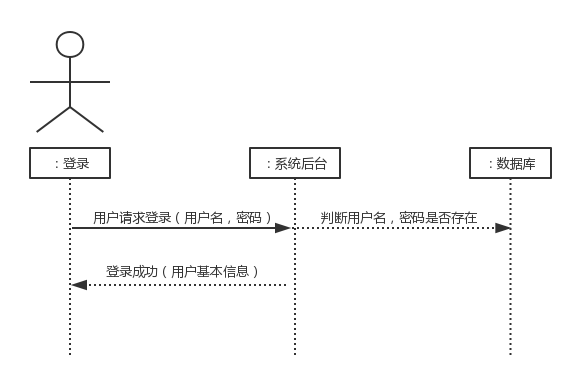 : 登录
: 系统后台
: 数据库
用户请求登录（用户名，密码）
判断用户名，密码是否存在
登录成功（用户基本信息）